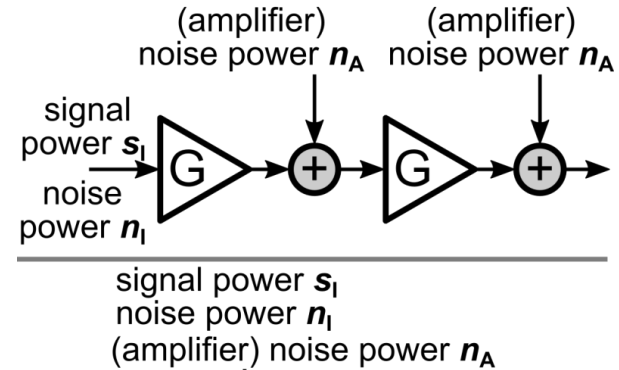 (amplifier)
noise power nA
(amplifier)
noise power nA
signal
power sI
noise
power nI
G
+
G
+
signal power sI
noise power nI
(amplifier) noise power nA